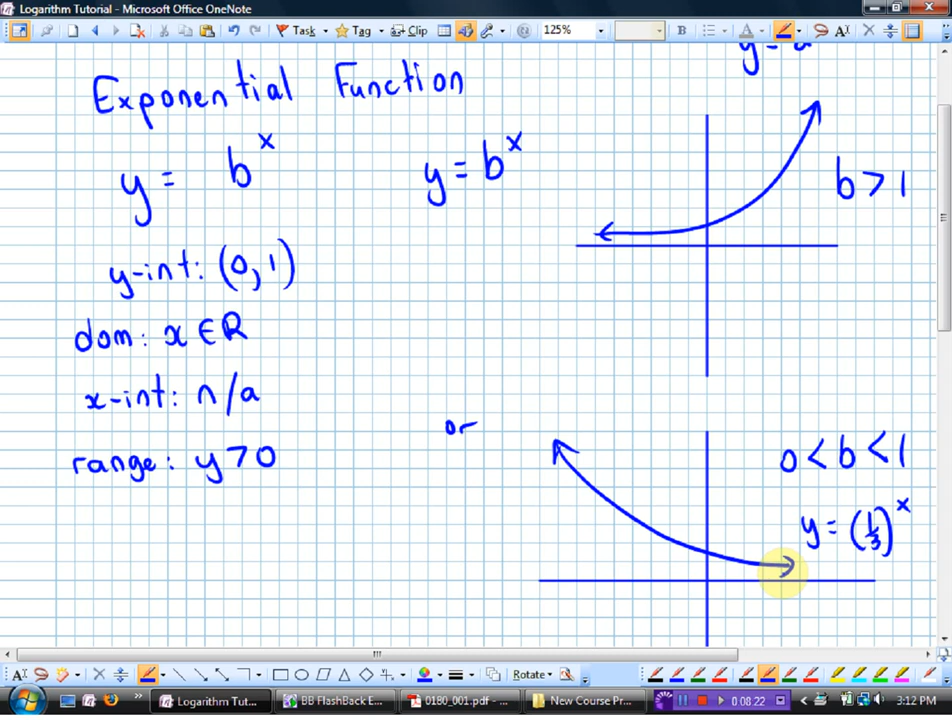 Logarithm Tutorial - Microsoft Office OneNote
Task
Tag
Clip
125%
Exponential Function
y = b^x
y = b^x
y-int: (0, 1)
dom: x ∈ R
x-int: n/a
range: y > 0
b > 1
or
0 < b < 1
y = (1/3)^x
Rotate
Logarithm Tu...
BB FlashBack E...
0180_001.pdf - ...
New Course Pr...
0:08:22
3:12 PM